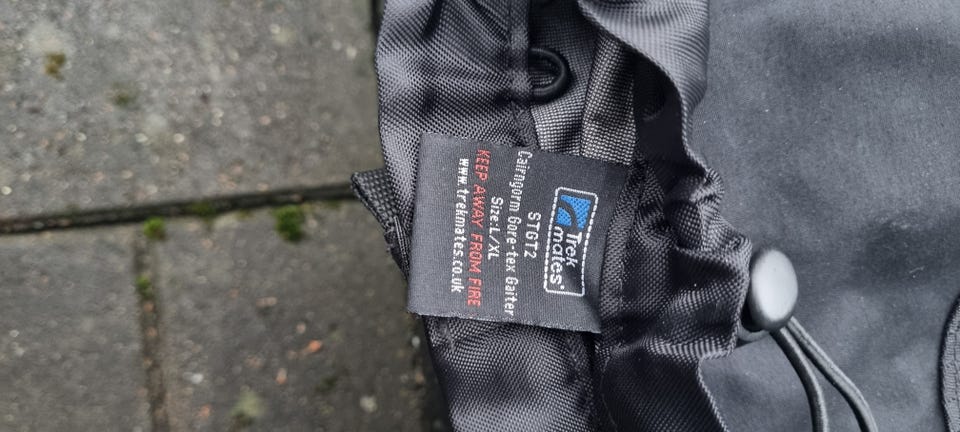 Trek
mates®
STGT2
Cairngorm Gore-tex Gaiter
Size:L/XL
KEEP AWAY FROM FIRE
www.trekmates.co.uk